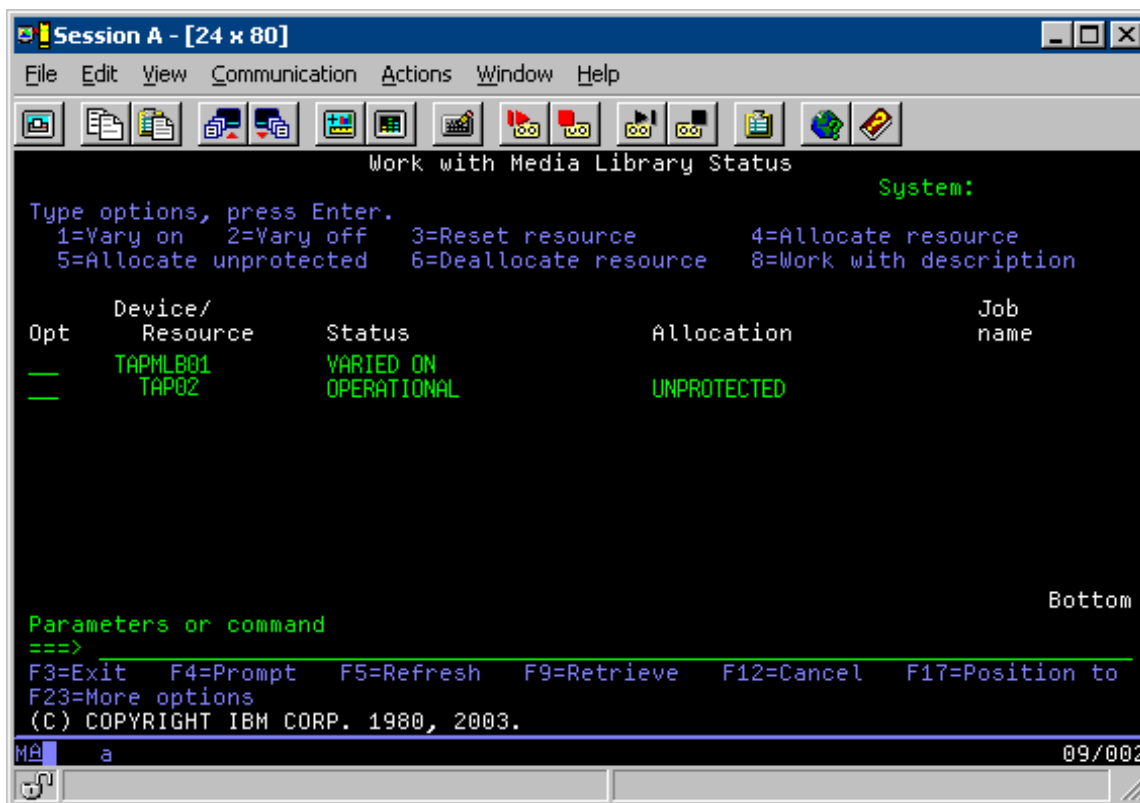 Session A - [24 x 80]
File Edit View Communication Actions Window Help
Work with Media Library Status
System:
Type options, press Enter.
1=Vary on 2=Vary off 3=Reset resource 4=Allocate resource
5=Allocate unprotected 6=Deallocate resource 8=Work with description
Device/ Job
Opt Resource Status Allocation name
TAPMLB01 VARIED ON
TAP02 OPERATIONAL UNPROTECTED
Bottom
Parameters or command
===>
F3=Exit F4=Prompt F5=Refresh F9=Retrieve F12=Cancel F17=Position to
F23=More options
(C) COPYRIGHT IBM CORP. 1980, 2003.
MA a 09/002